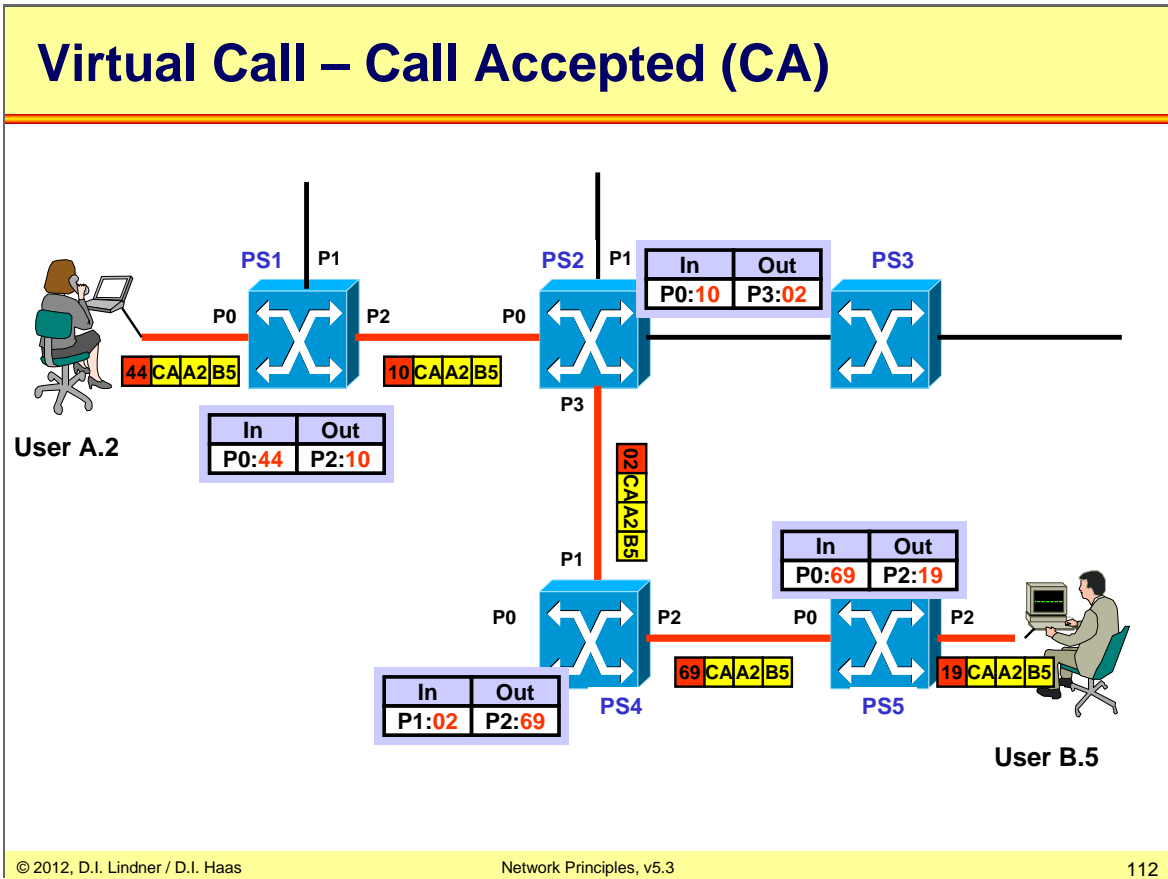 Virtual Call – Call Accepted (CA)
PS1
P1
PS2
P1
In Out
P0:10 P3:02
PS3
P0
P2
P0
44 CA A2 B5
10 CA A2 B5
P3
User A.2
In Out
P0:44 P2:10
02 CA A2 B5
P1
In Out
P0:69 P2:19
P0
P2
P0
P2
69 CA A2 B5
19 CA A2 B5
In Out
P1:02 P2:69
PS4
PS5
User B.5
© 2012, D.I. Lindner / D.I. Haas
Network Principles, v5.3
112